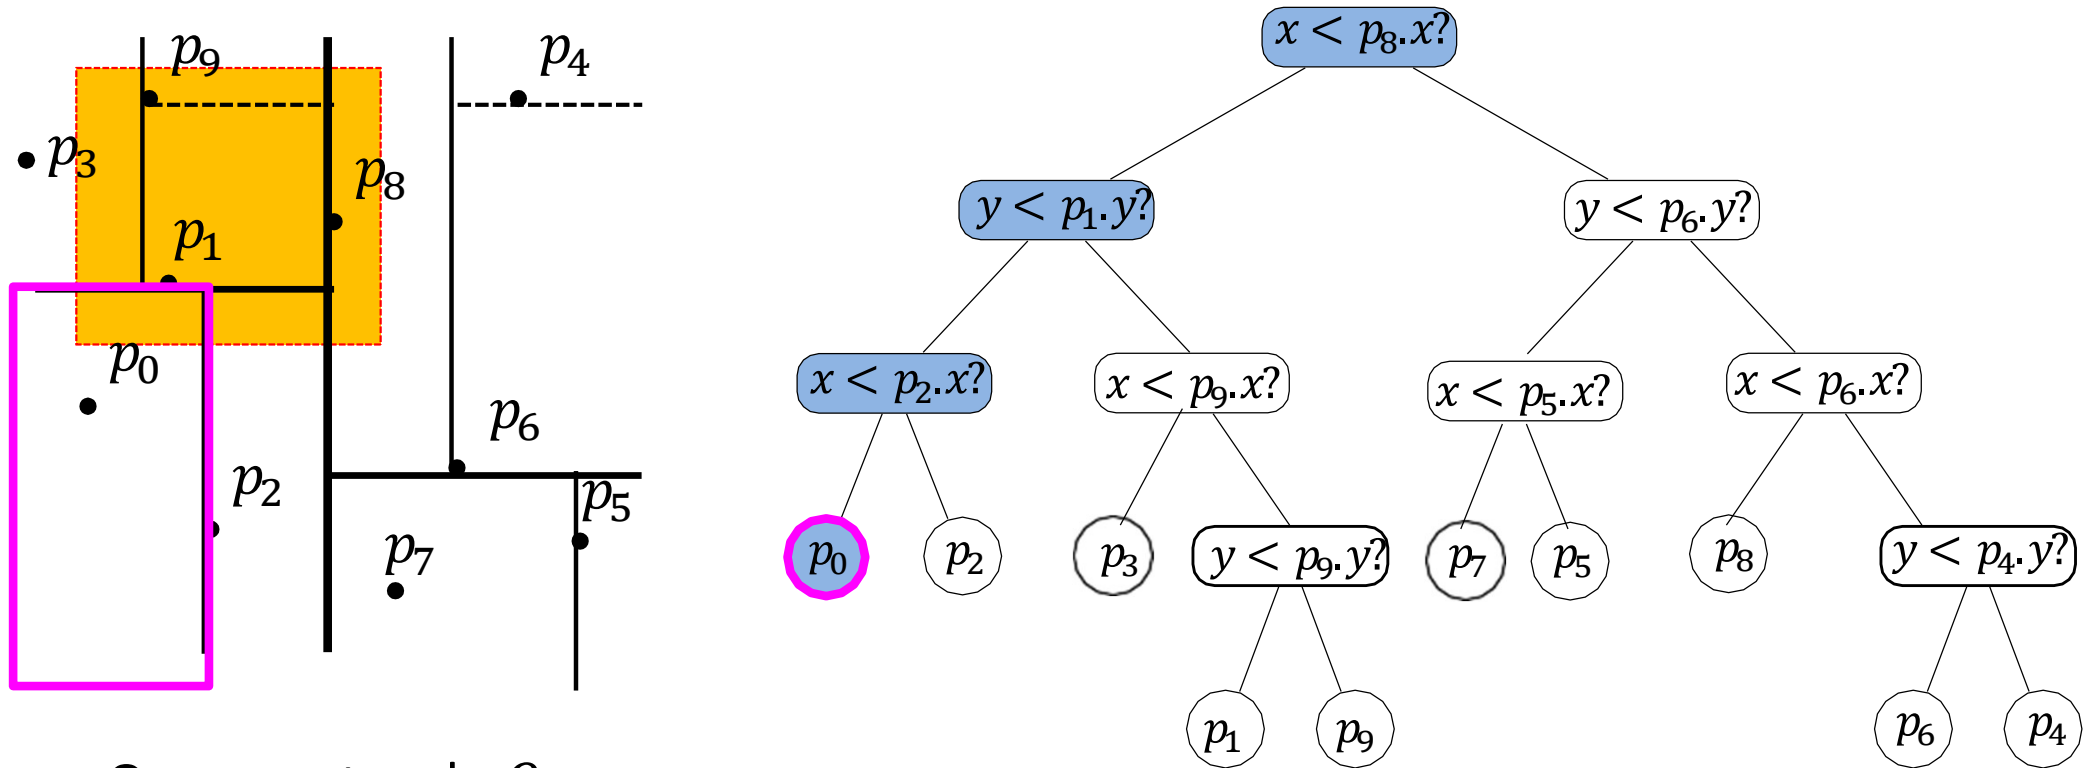 p9
p4
p3
p8
p1
p0
p6
p2
p5
p7
x < p8.x?
y < p1.y?
y < p6.y?
x < p2.x?
x < p9.x?
x < p5.x?
x < p6.x?
p0
p2
p3
y < p9.y?
p7
p5
p8
y < p4.y?
p1
p9
p6
p4